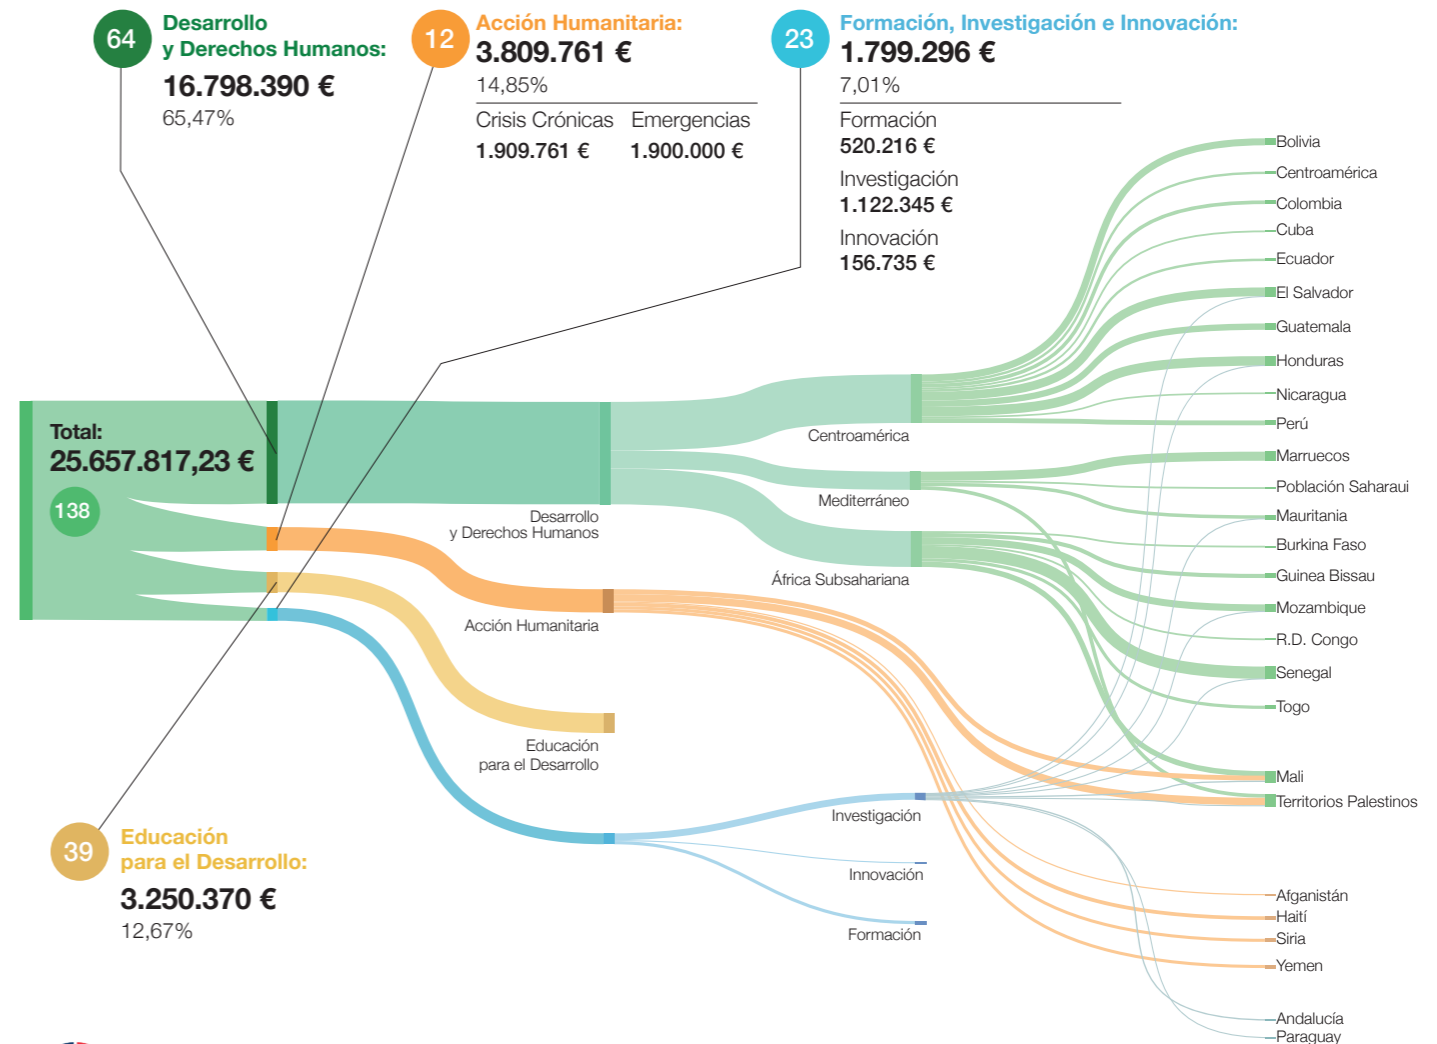 64
Desarrollo
y Derechos Humanos:
16.798.390 €
65,47%
12
Acción Humanitaria:
3.809.761 €
14,85%
Crisis Crónicas Emergencias
1.909.761 € 1.900.000 €
23
Formación, Investigación e Innovación:
1.799.296 €
7,01%
Formación
520.216 €
Investigación
1.122.345 €
Innovación
156.735 €
Total:
25.657.817,23 €
138
Desarrollo
y Derechos Humanos
Acción Humanitaria
Educación
para el Desarrollo
39
Educación
para el Desarrollo:
3.250.370 €
12,67%
Centroamérica
Mediterráneo
África Subsahariana
Investigación
Innovación
Formación
Bolivia
Centroamérica
Colombia
Cuba
Ecuador
El Salvador
Guatemala
Honduras
Nicaragua
Perú
Marruecos
Población Saharaui
Mauritania
Burkina Faso
Guinea Bissau
Mozambique
R.D. Congo
Senegal
Togo
Mali
Territorios Palestinos
Afganistán
Haití
Siria
Yemen
Andalucía
Paraguay